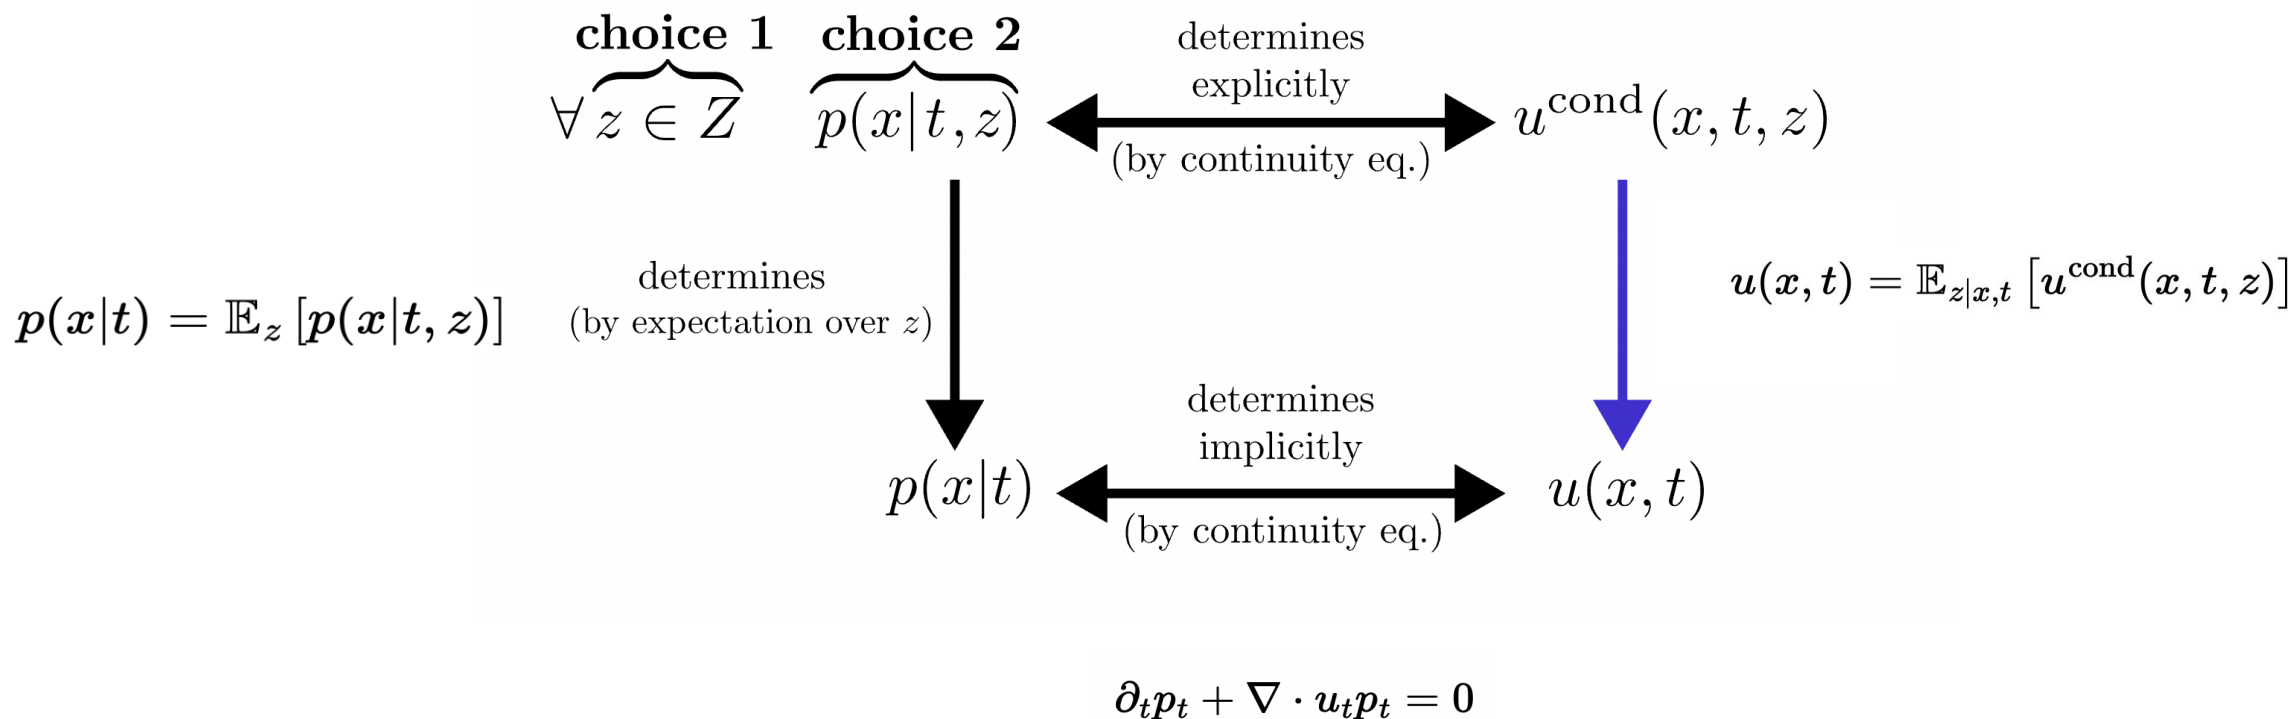 choice 1 choice 2
∀ z ∈ Z p(x|t, z)
determines
explicitly
(by continuity eq.)
u^cond(x, t, z)
determines
(by expectation over z)
p(x|t) = 𝔼_z [p(x|t, z)]
u(x, t) = 𝔼_{z|x,t} [u^cond(x, t, z)]
p(x|t)
determines
implicitly
(by continuity eq.)
u(x, t)
∂_t p_t + ∇ · u_t p_t = 0